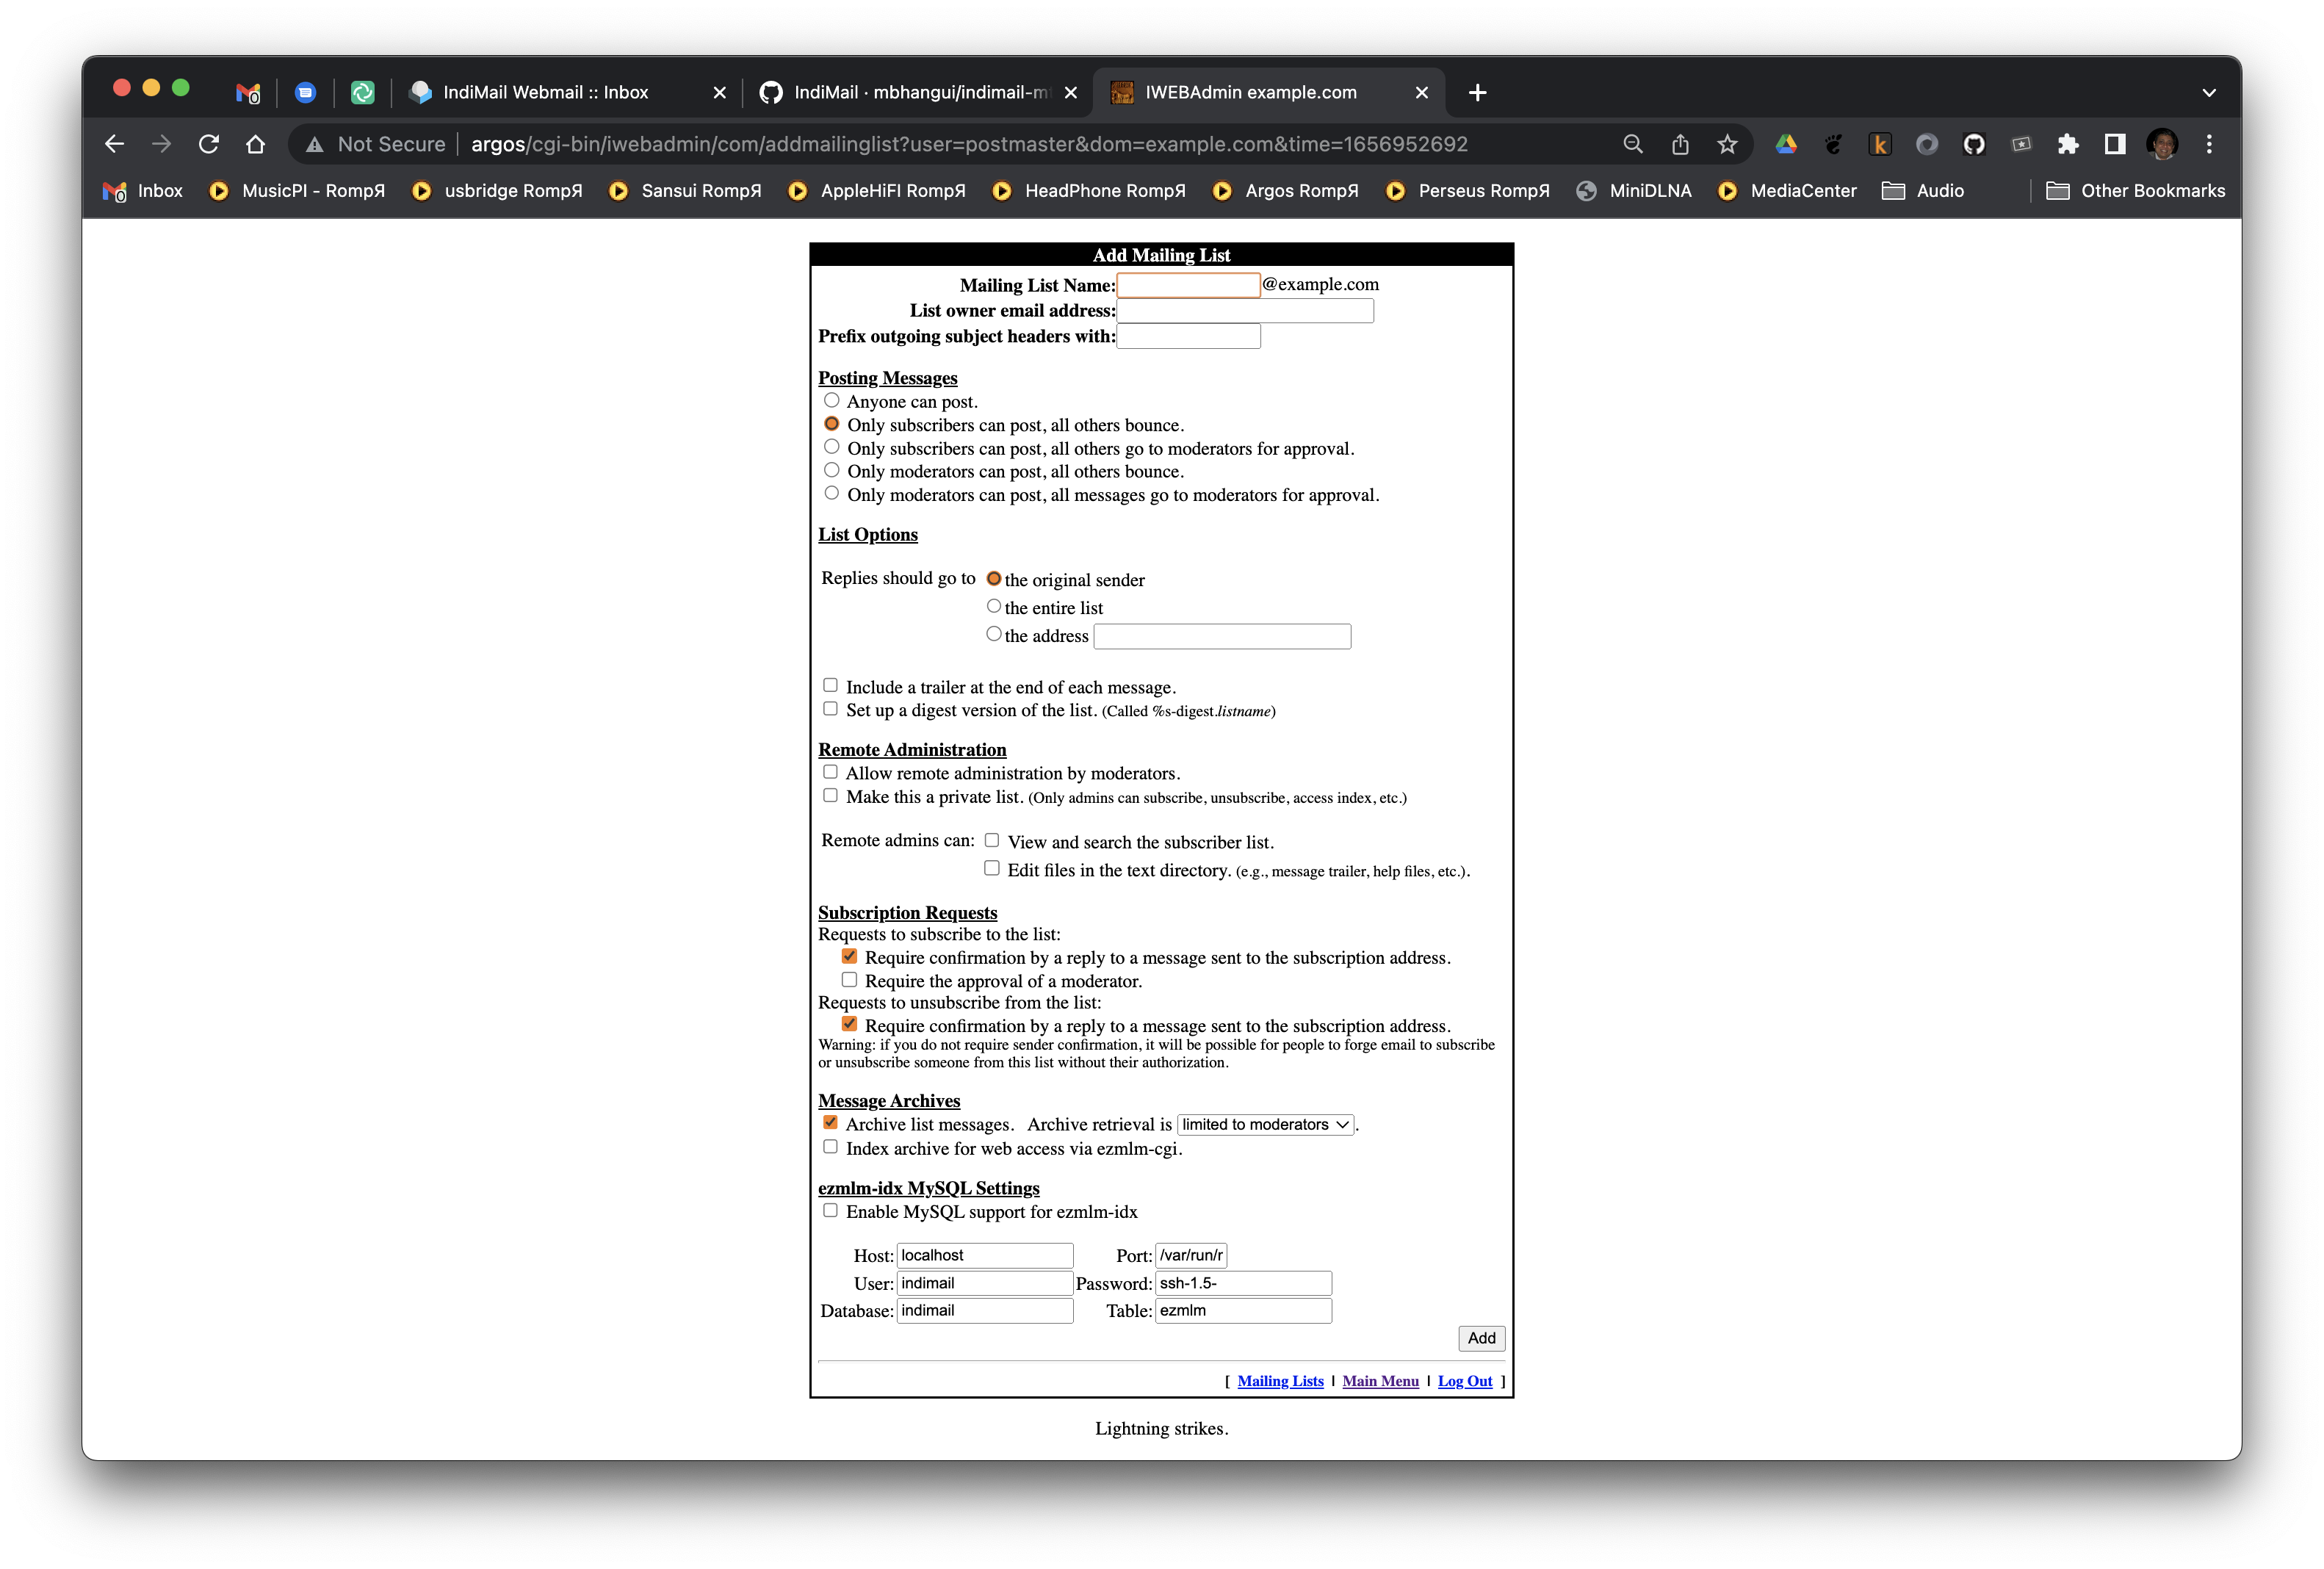 IndiMail Webmail :: Inbox
IndiMail · mbhangui/indimail-m
IWEBAdmin example.com
Not Secure
argos/cgi-bin/iwebadmin/com/addmailinglist?user=postmaster&dom=example.com&time=1656952692
Inbox
MusicPI - RompЯ
usbridge RompЯ
Sansui RompЯ
AppleHiFI RompЯ
HeadPhone RompЯ
Argos RompЯ
Perseus RompЯ
MiniDLNA
MediaCenter
Audio
Other Bookmarks
Add Mailing List
Mailing List Name: @example.com
List owner email address:
Prefix outgoing subject headers with:
Posting Messages
Anyone can post.
Only subscribers can post, all others bounce.
Only subscribers can post, all others go to moderators for approval.
Only moderators can post, all others bounce.
Only moderators can post, all messages go to moderators for approval.
List Options
Replies should go to the original sender
the entire list
the address
Include a trailer at the end of each message.
Set up a digest version of the list. (Called %s-digest.listname)
Remote Administration
Allow remote administration by moderators.
Make this a private list. (Only admins can subscribe, unsubscribe, access index, etc.)
Remote admins can: View and search the subscriber list.
Edit files in the text directory. (e.g., message trailer, help files, etc.).
Subscription Requests
Requests to subscribe to the list:
Require confirmation by a reply to a message sent to the subscription address.
Require the approval of a moderator.
Requests to unsubscribe from the list:
Require confirmation by a reply to a message sent to the subscription address.
Warning: if you do not require sender confirmation, it will be possible for people to forge email to subscribe
or unsubscribe someone from this list without their authorization.
Message Archives
Archive list messages. Archive retrieval is limited to moderators .
Index archive for web access via ezmlm-cgi.
ezmlm-idx MySQL Settings
Enable MySQL support for ezmlm-idx
Host: localhost Port: /var/run/r
User: indimail Password: ssh-1.5-
Database: indimail Table: ezmlm
Add
[ Mailing Lists | Main Menu | Log Out ]
Lightning strikes.